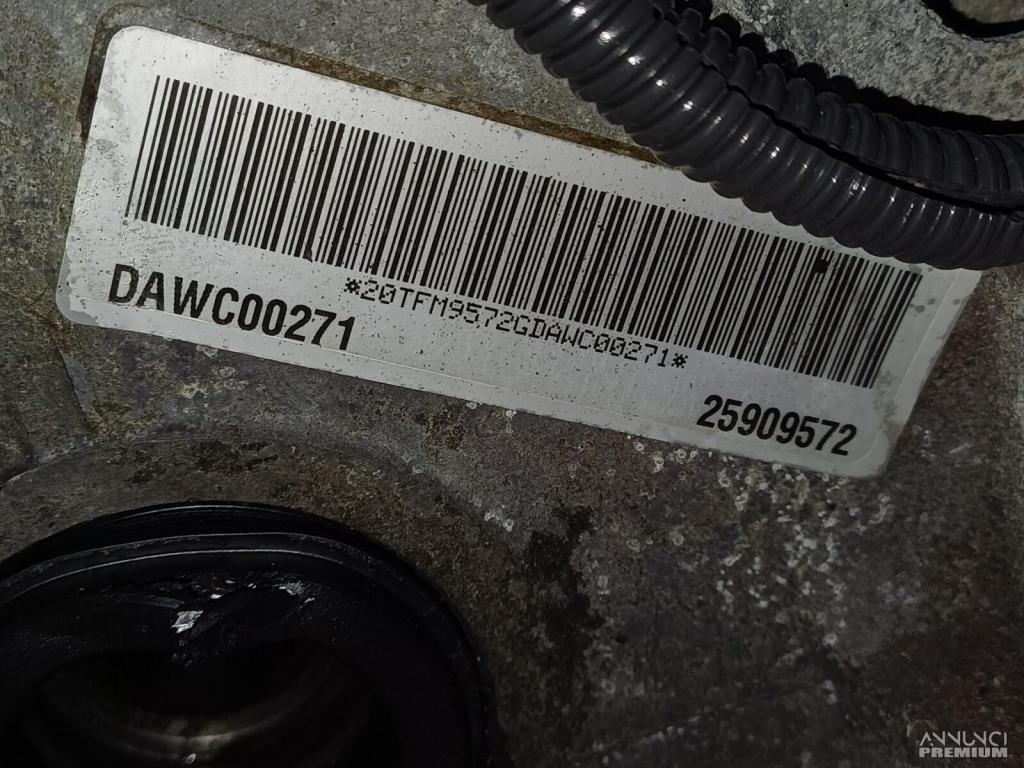 *20TFM9572GDAWC00271*
DAWC00271
25909572
ANNUNCI
PREMIUM